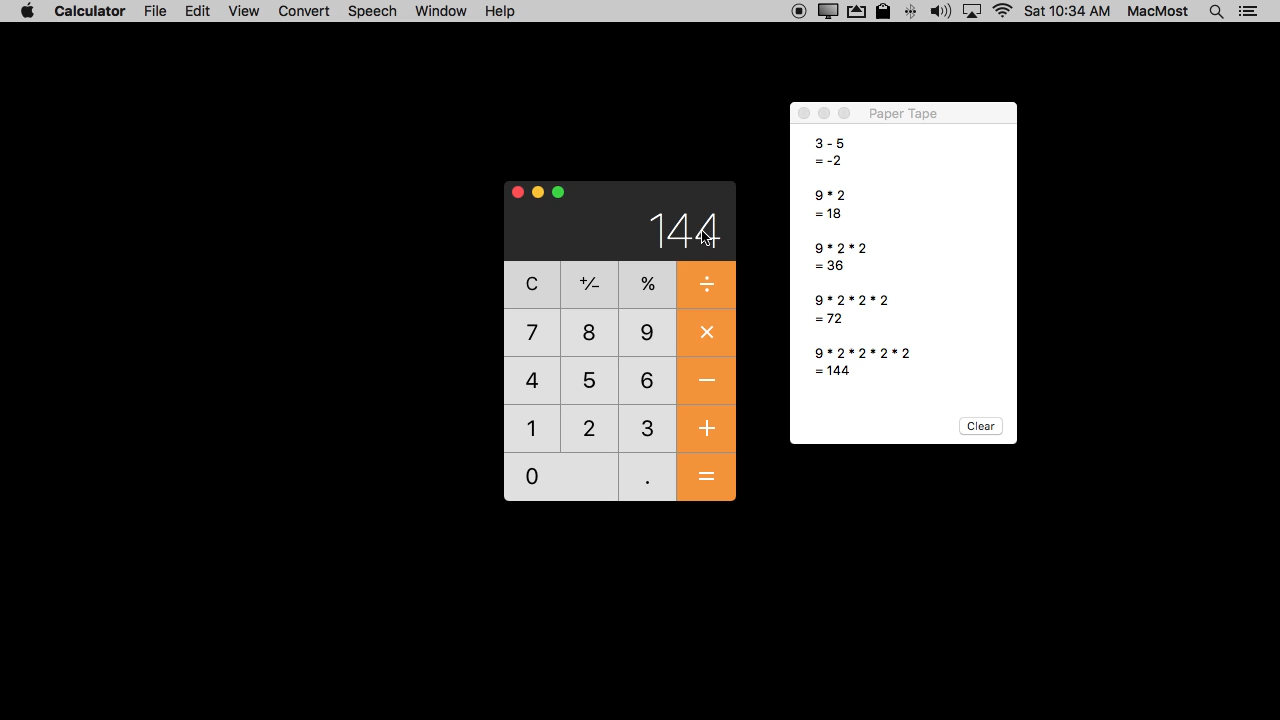 Calculator File Edit View Convert Speech Window Help Sat 10:34 AM MacMost
Paper Tape
3 - 5
= -2
9 * 2
= 18
9 * 2 * 2
= 36
9 * 2 * 2 * 2
= 72
9 * 2 * 2 * 2 * 2
= 144
Clear
144
C +/− % ÷
7 8 9 ×
4 5 6 −
1 2 3 +
0 . =